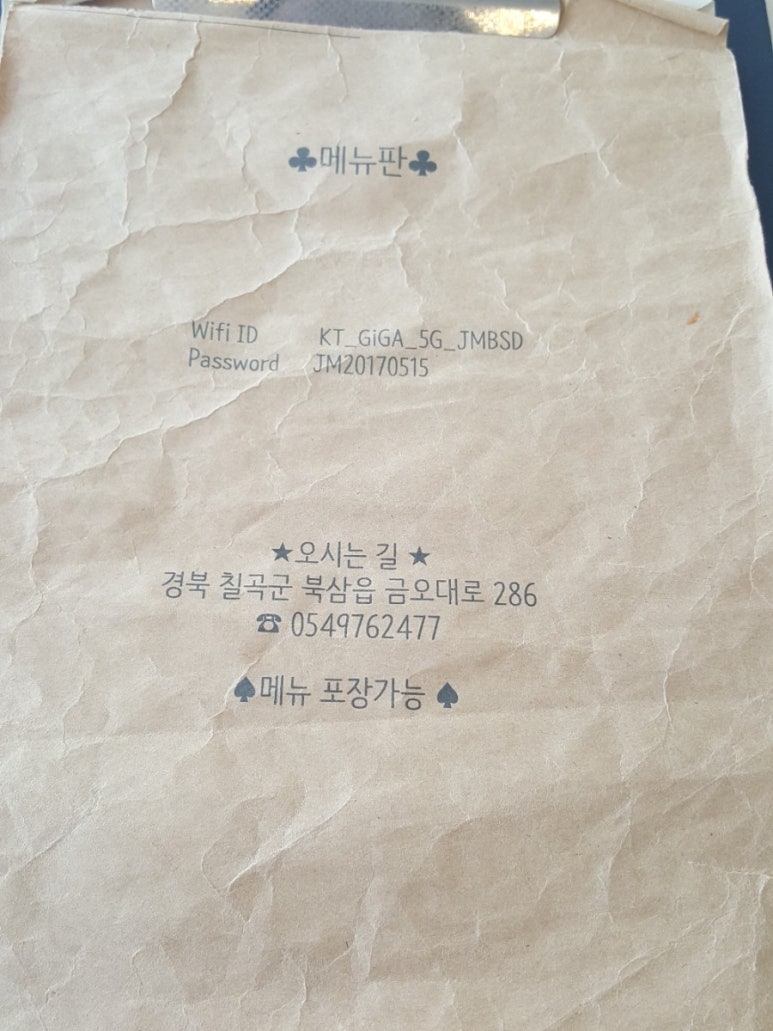 ♣메뉴판♣
Wifi ID KT_GiGA_5G_JMBSD
Password JM20170515
★오시는 길 ★
경북 칠곡군 북삼읍 금오대로 286
☎ 0549762477
♠메뉴 포장가능 ♠